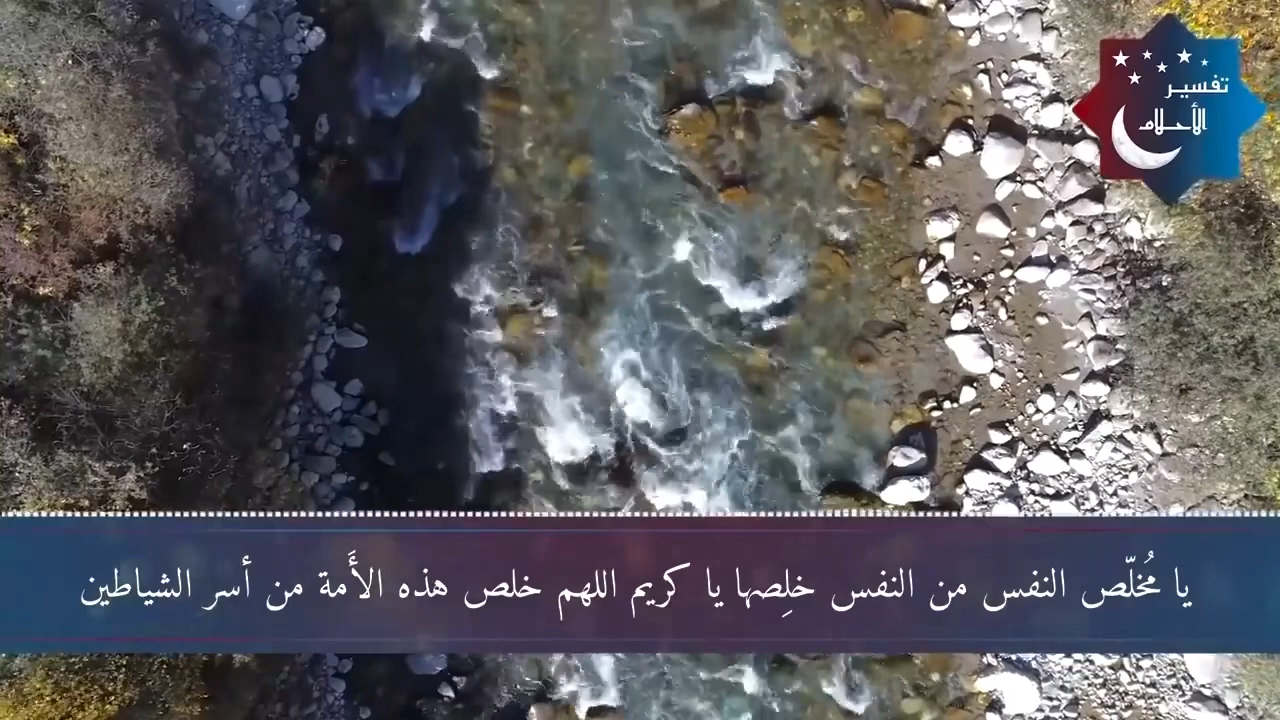 تفسير
الأحلام
يا مُخلّص النفس من النفس خلِصها يا كريم اللهم خلص هذه الأَمة من أسر الشياطين